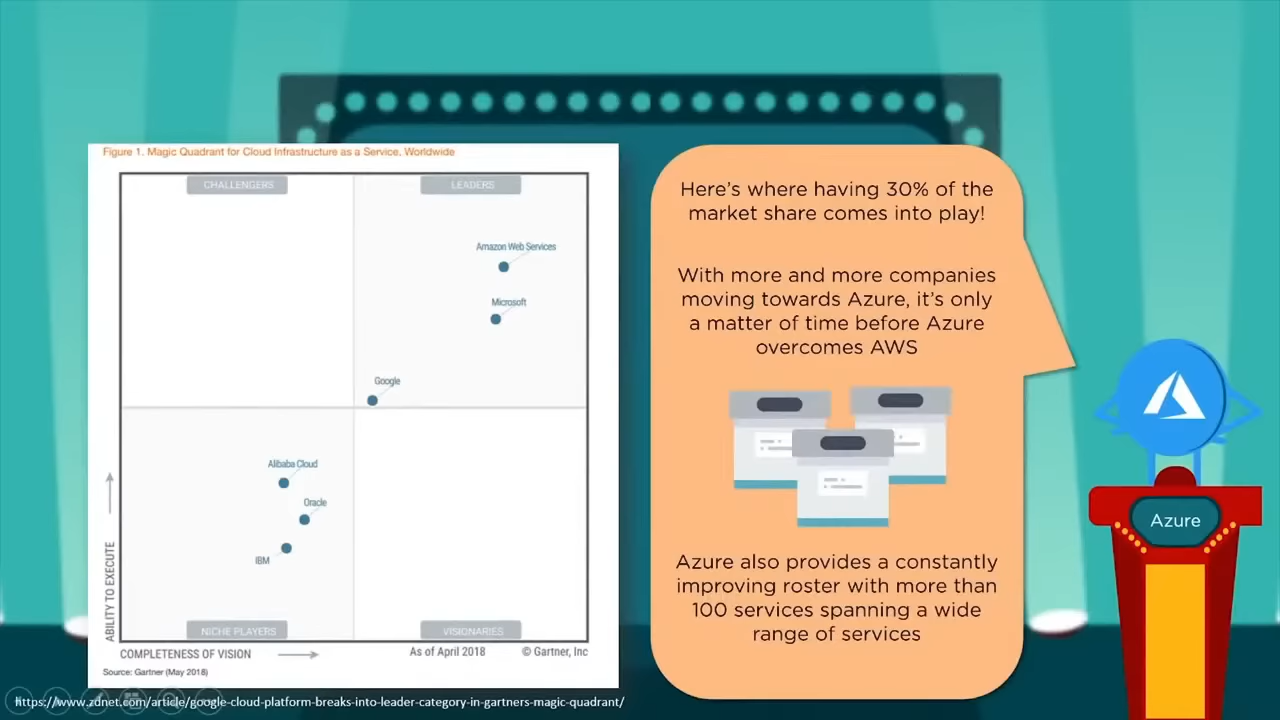 Figure 1. Magic Quadrant for Cloud Infrastructure as a Service, Worldwide
CHALLENGERS
LEADERS
Amazon Web Services
Microsoft
Google
Alibaba Cloud
Oracle
IBM
ABILITY TO EXECUTE
NICHE PLAYERS
VISIONARIES
COMPLETENESS OF VISION
As of April 2018
© Gartner, Inc
Source: Gartner (May 2018)
https://www.zdnet.com/article/google-cloud-platform-breaks-into-leader-category-in-gartners-magic-quadrant/
Here's where having 30% of the
market share comes into play!
With more and more companies
moving towards Azure, it's only
a matter of time before Azure
overcomes AWS
Azure also provides a constantly
improving roster with more than
100 services spanning a wide
range of services
Azure